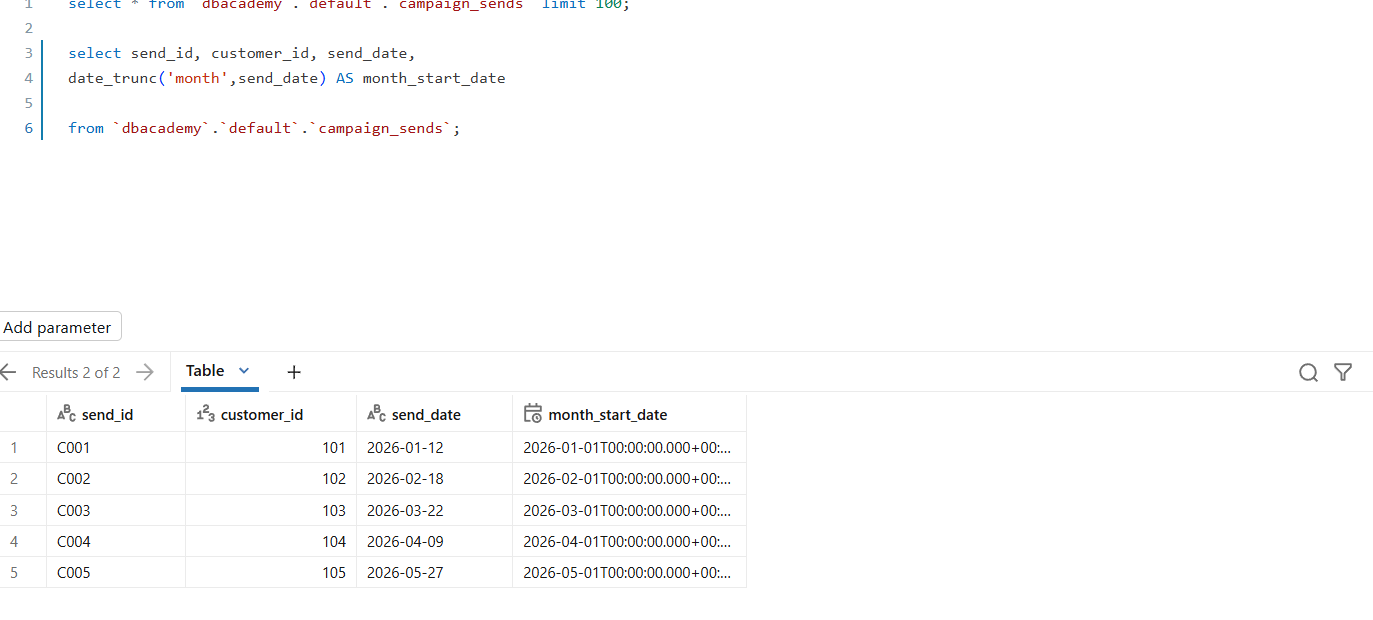 1 select * from `dbacademy`.`default`.`campaign_sends` limit 100;
2
3 select send_id, customer_id, send_date,
4 date_trunc('month',send_date) AS month_start_date
5
6 from `dbacademy`.`default`.`campaign_sends`;
Add parameter
Results 2 of 2 Table +
send_id customer_id send_date month_start_date
1 C001 101 2026-01-12 2026-01-01T00:00:00.000+00:...
2 C002 102 2026-02-18 2026-02-01T00:00:00.000+00:...
3 C003 103 2026-03-22 2026-03-01T00:00:00.000+00:...
4 C004 104 2026-04-09 2026-04-01T00:00:00.000+00:...
5 C005 105 2026-05-27 2026-05-01T00:00:00.000+00:...